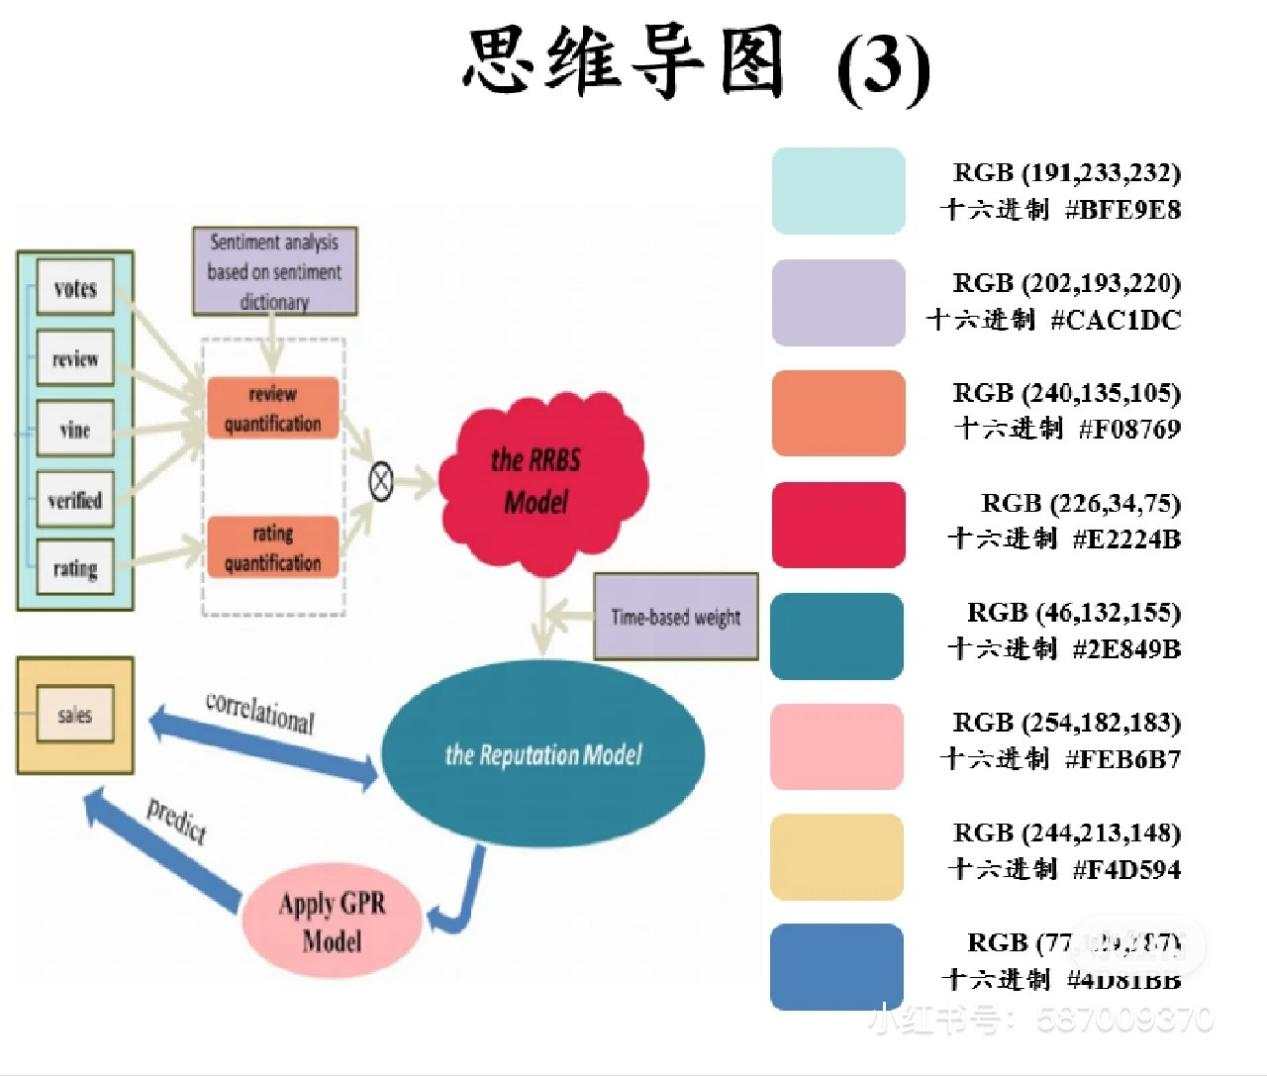 思维导图 (3)
votes
review
vine
verified
rating
Sentiment analysis
based on sentiment
dictionary
review
quantification
rating
quantification
the RRBS
Model
Time-based weight
sales
correlational
the Reputation Model
predict
Apply GPR
Model
RGB (191,233,232)
十六进制 #BFE9E8
RGB (202,193,220)
十六进制 #CAC1DC
RGB (240,135,105)
十六进制 #F08769
RGB (226,34,75)
十六进制 #E2224B
RGB (46,132,155)
十六进制 #2E849B
RGB (254,182,183)
十六进制 #FEB6B7
RGB (244,213,148)
十六进制 #F4D594
RGB
十六进制 #4D81BB
小红书号：587009370